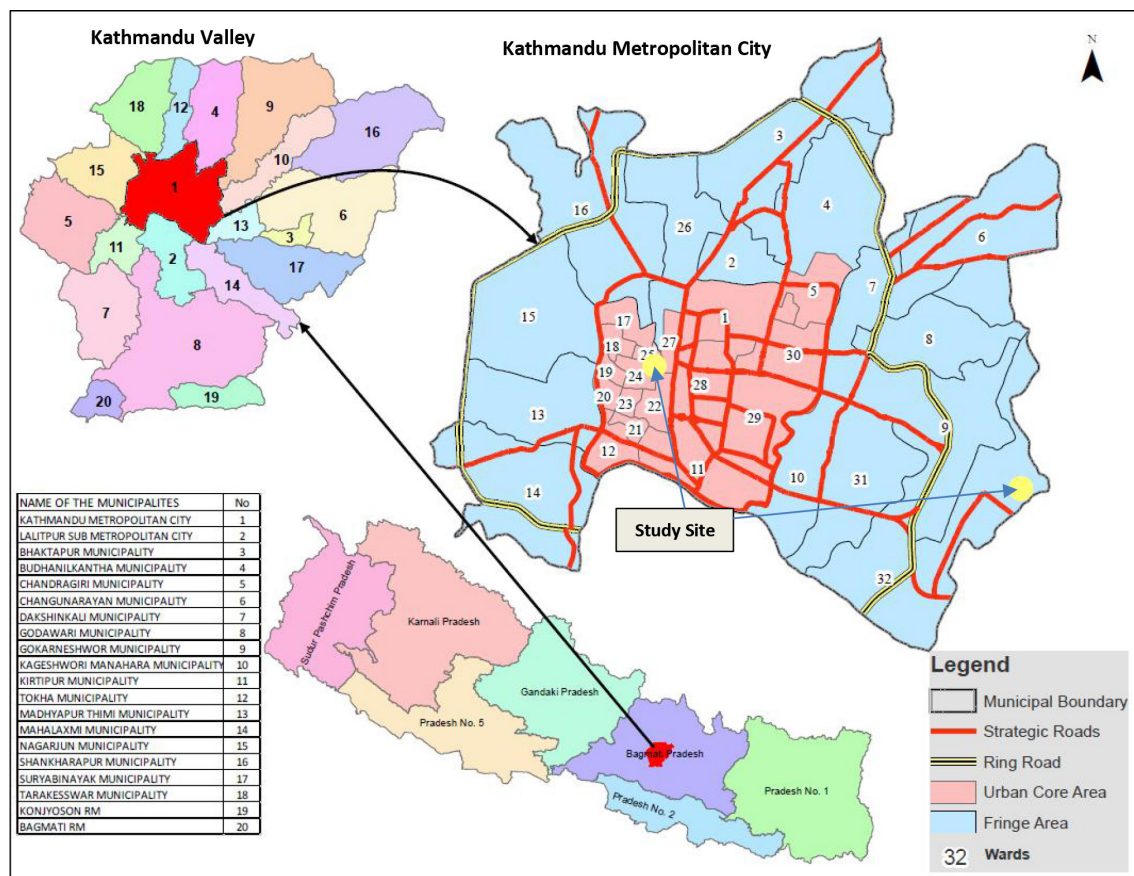 Kathmandu Valley
Kathmandu Metropolitan City
N
18
12
4
9
16
10
15
1
5
6
13
3
11
2
17
14
7
8
20
19
3
4
16
26
6
2
7
5
15
1
8
17
27
18
25
30
19
24
28
20
23
22
13
29
21
9
12
11
10
31
14
32
Study Site
NAME OF THE MUNICIPALITES No
KATHMANDU METROPOLITAN CITY 1
LALITPUR SUB METROPOLITAN CITY 2
BHAKTAPUR MUNICIPALITY 3
BUDHANILKANTHA MUNICIPALITY 4
CHANDRAGIRI MUNICIPALITY 5
CHANGUNARAYAN MUNICIPALITY 6
DAKSHINKALI MUNICIPALITY 7
GODAWARI MUNICIPALITY 8
GOKARNESHWOR MUNICIPALITY 9
KAGESHWORI MANAHARA MUNICIPALITY 10
KIRTIPUR MUNICIPALITY 11
TOKHA MUNICIPALITY 12
MADHYAPUR THIMI MUNICIPALITY 13
MAHALAXMI MUNICIPALITY 14
NAGARJUN MUNICIPALITY 15
SHANKHARAPUR MUNICIPALITY 16
SURYABINAYAK MUNICIPALITY 17
TARAKESSWAR MUNICIPALITY 18
KONJYOSON RM 19
BAGMATI RM 20
Sudur Pashchim Pradesh
Karnali Pradesh
Gandaki Pradesh
Pradesh No. 5
Bagmati Pradesh
Pradesh No. 1
Pradesh No. 2
Legend
Municipal Boundary
Strategic Roads
Ring Road
Urban Core Area
Fringe Area
32 Wards